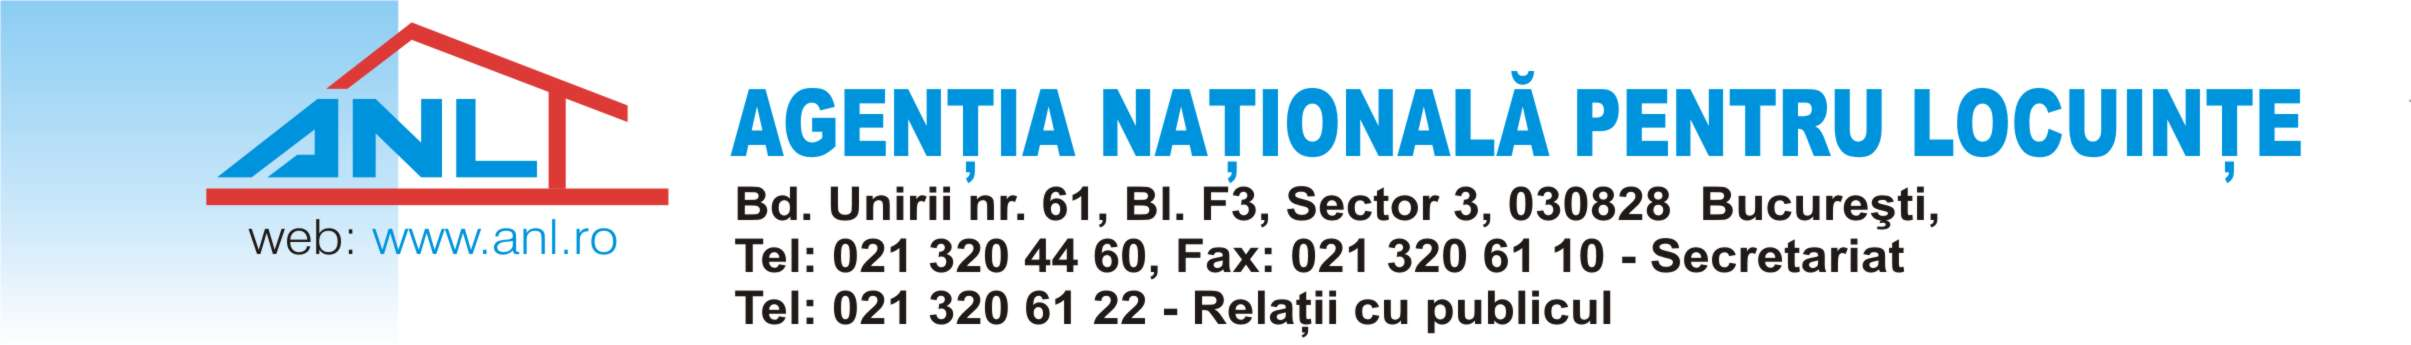 ANL
web: www.anl.ro
AGENȚIA NAȚIONALĂ PENTRU LOCUINȚE
Bd. Unirii nr. 61, Bl. F3, Sector 3, 030828 Bucureşti,
Tel: 021 320 44 60, Fax: 021 320 61 10 - Secretariat
Tel: 021 320 61 22 - Relații cu publicul